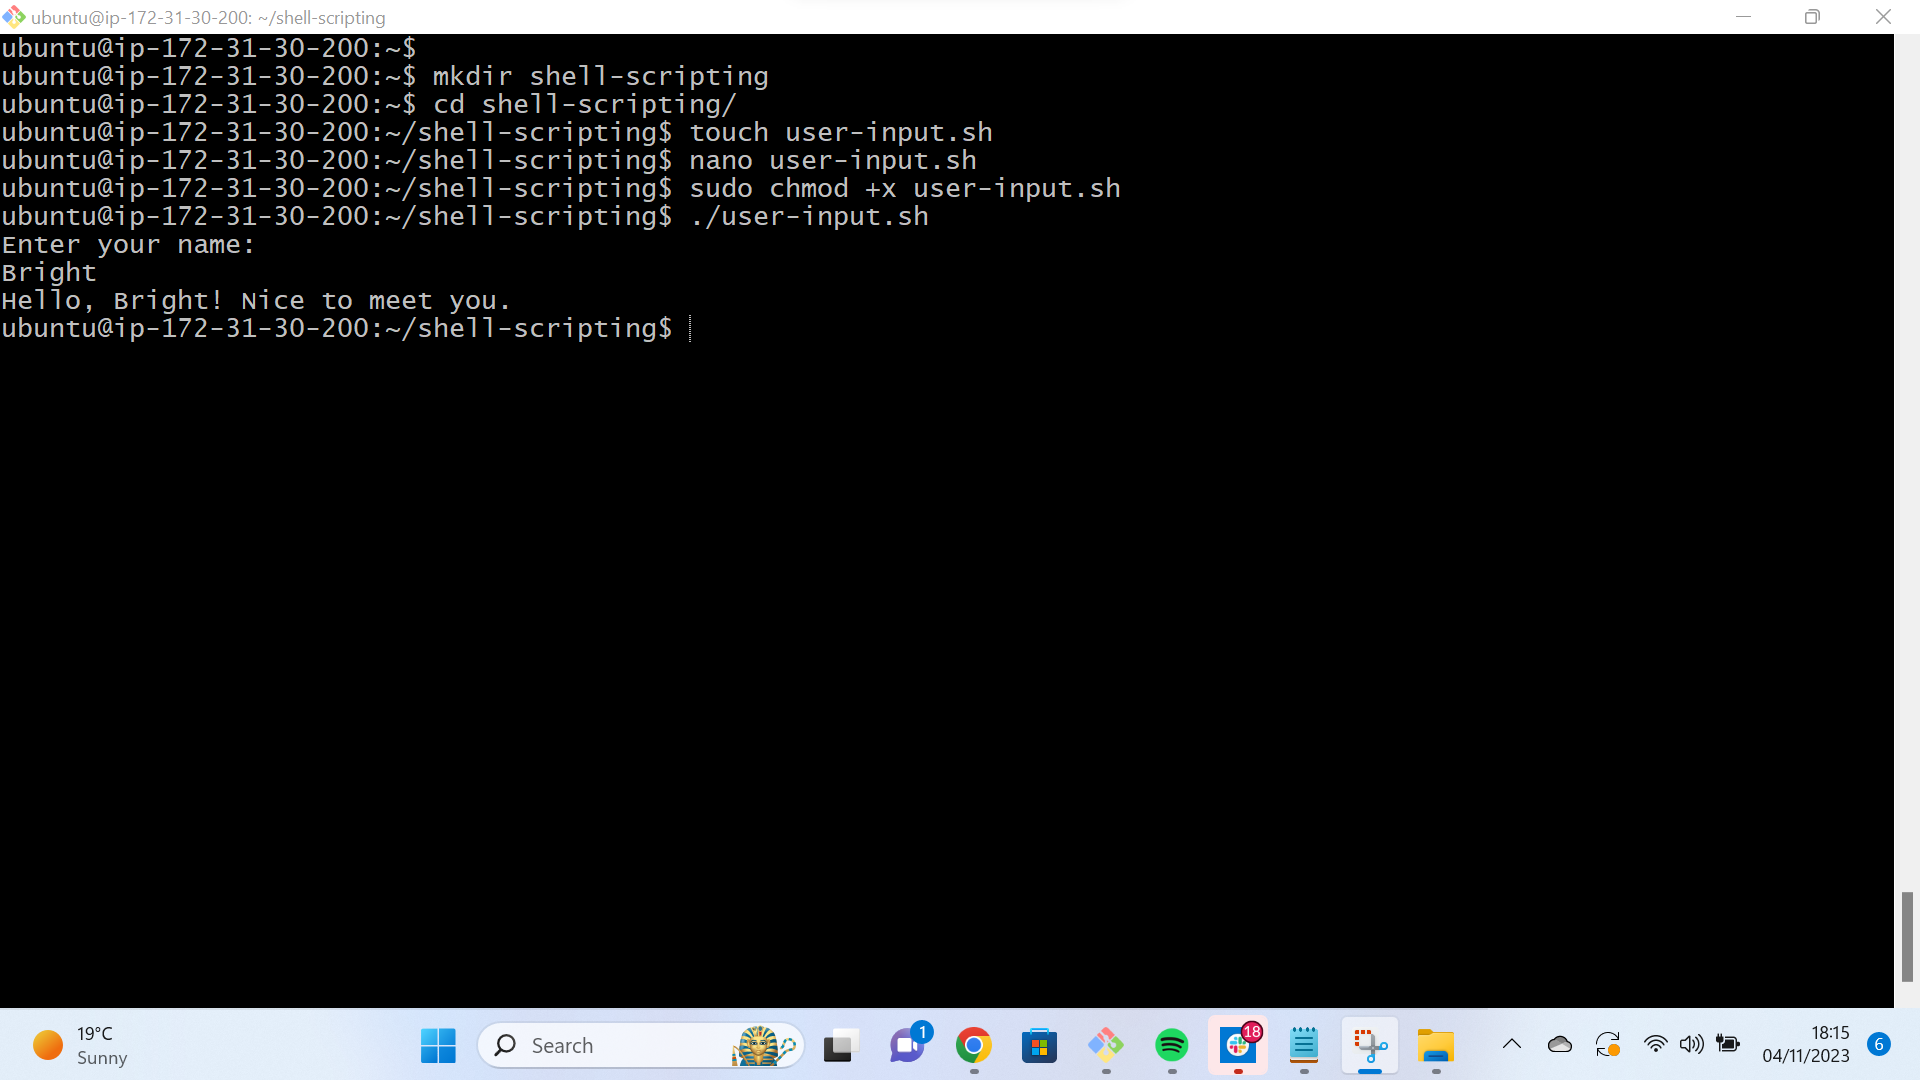 ubuntu@ip-172-31-30-200: ~/shell-scripting
ubuntu@ip-172-31-30-200:~$
ubuntu@ip-172-31-30-200:~$ mkdir shell-scripting
ubuntu@ip-172-31-30-200:~$ cd shell-scripting/
ubuntu@ip-172-31-30-200:~/shell-scripting$ touch user-input.sh
ubuntu@ip-172-31-30-200:~/shell-scripting$ nano user-input.sh
ubuntu@ip-172-31-30-200:~/shell-scripting$ sudo chmod +x user-input.sh
ubuntu@ip-172-31-30-200:~/shell-scripting$ ./user-input.sh
Enter your name:
Bright
Hello, Bright! Nice to meet you.
ubuntu@ip-172-31-30-200:~/shell-scripting$
19°C
Sunny
Search
1
18
18:15
04/11/2023
6